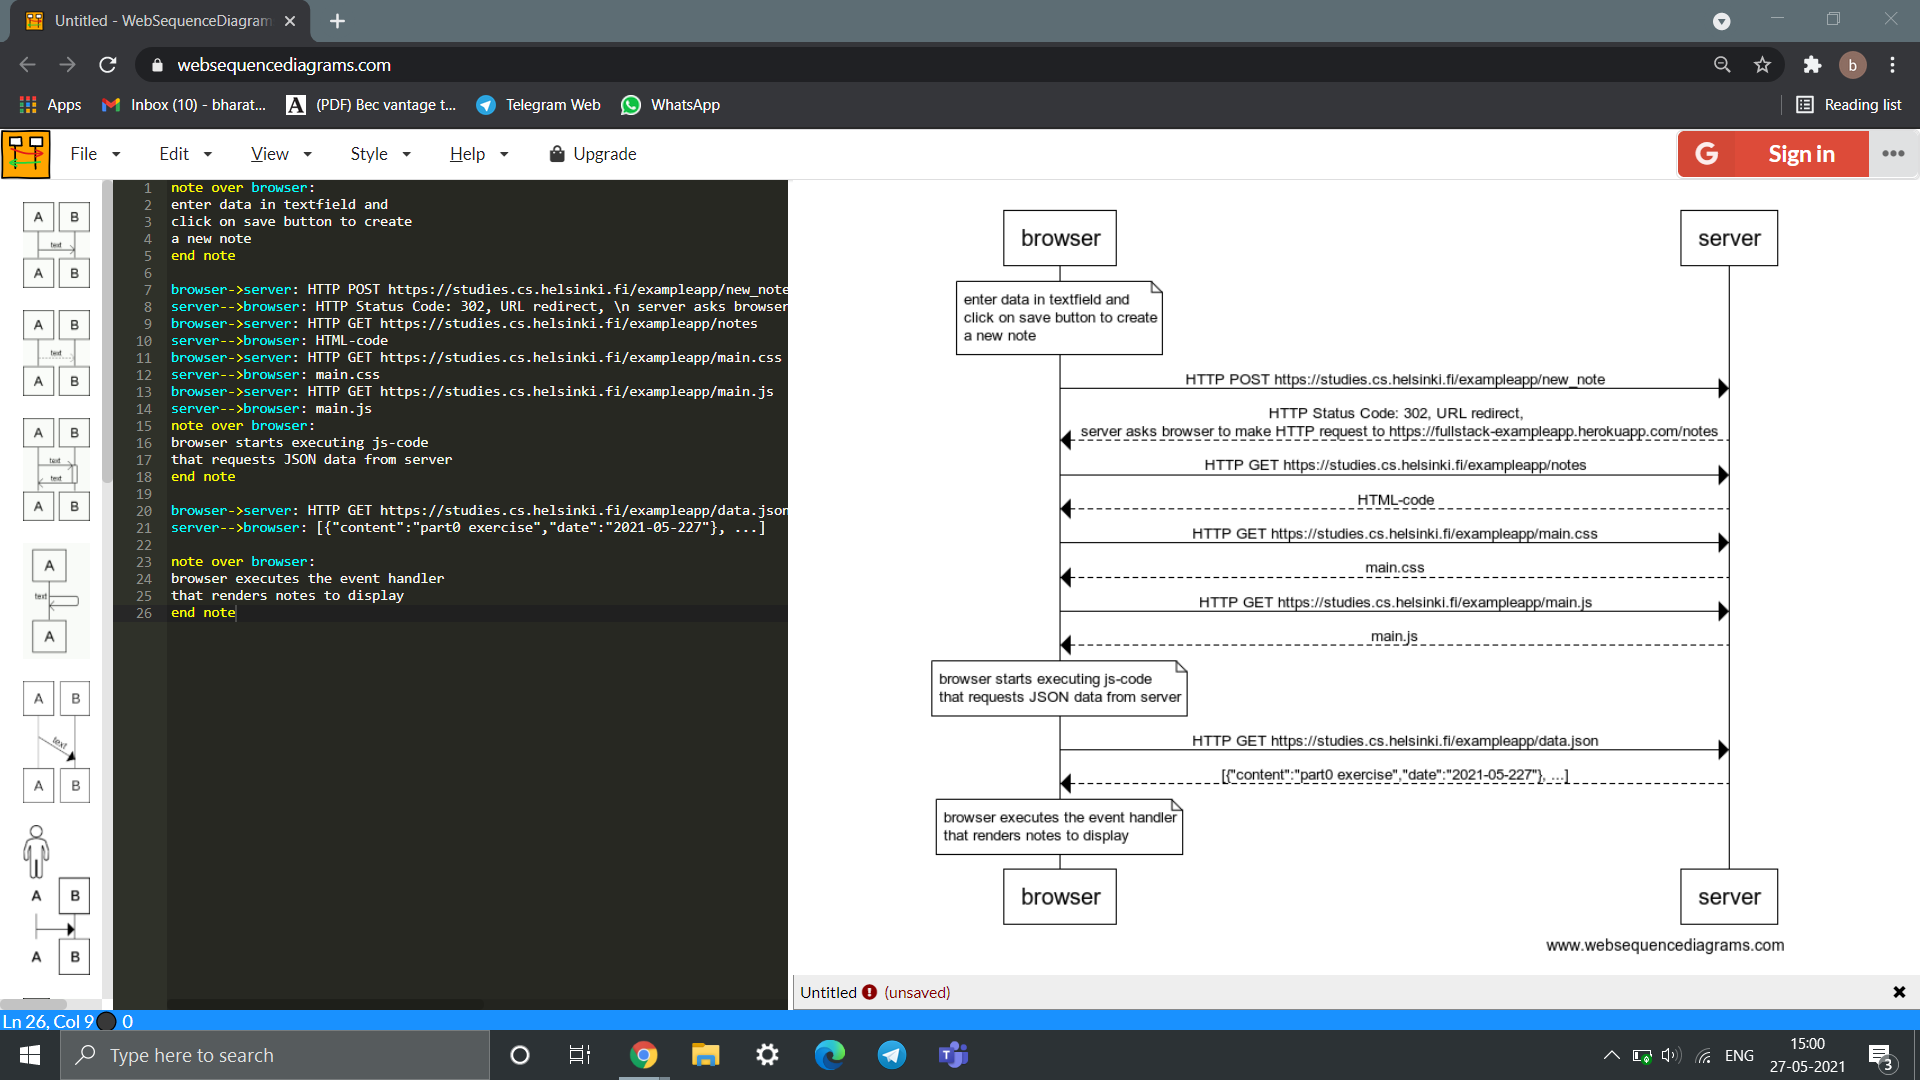 Untitled - WebSequenceDiagram
websequencediagrams.com
b
Apps
Inbox (10) - bharat...
A
(PDF) Bec vantage t...
Telegram Web
WhatsApp
Reading list
File
Edit
View
Style
Help
Upgrade
G
Sign in
A B
text
A B
A B
text
A B
A B
text
text
A B
A
text
A
A B
text
A B
A B
A B
1 note over browser:
2 enter data in textfield and
3 click on save button to create
4 a new note
5 end note
6
7 browser->server: HTTP POST https://studies.cs.helsinki.fi/exampleapp/new_note
8 server-->browser: HTTP Status Code: 302, URL redirect, \n server asks browser
9 browser->server: HTTP GET https://studies.cs.helsinki.fi/exampleapp/notes
10 server-->browser: HTML-code
11 browser->server: HTTP GET https://studies.cs.helsinki.fi/exampleapp/main.css
12 server-->browser: main.css
13 browser->server: HTTP GET https://studies.cs.helsinki.fi/exampleapp/main.js
14 server-->browser: main.js
15 note over browser:
16 browser starts executing js-code
17 that requests JSON data from server
18 end note
19
20 browser->server: HTTP GET https://studies.cs.helsinki.fi/exampleapp/data.json
21 server-->browser: [{"content":"part0 exercise","date":"2021-05-227"}, ...]
22
23 note over browser:
24 browser executes the event handler
25 that renders notes to display
26 end note
browser
server
enter data in textfield and
click on save button to create
a new note
HTTP POST https://studies.cs.helsinki.fi/exampleapp/new_note
HTTP Status Code: 302, URL redirect,
server asks browser to make HTTP request to https://fullstack-exampleapp.herokuapp.com/notes
HTTP GET https://studies.cs.helsinki.fi/exampleapp/notes
HTML-code
HTTP GET https://studies.cs.helsinki.fi/exampleapp/main.css
main.css
HTTP GET https://studies.cs.helsinki.fi/exampleapp/main.js
main.js
browser starts executing js-code
that requests JSON data from server
HTTP GET https://studies.cs.helsinki.fi/exampleapp/data.json
[{"content":"part0 exercise","date":"2021-05-227"}, ...]
browser executes the event handler
that renders notes to display
browser
server
www.websequencediagrams.com
Untitled (unsaved)
Ln 26, Col 9 0
Type here to search
ENG
15:00
27-05-2021
3